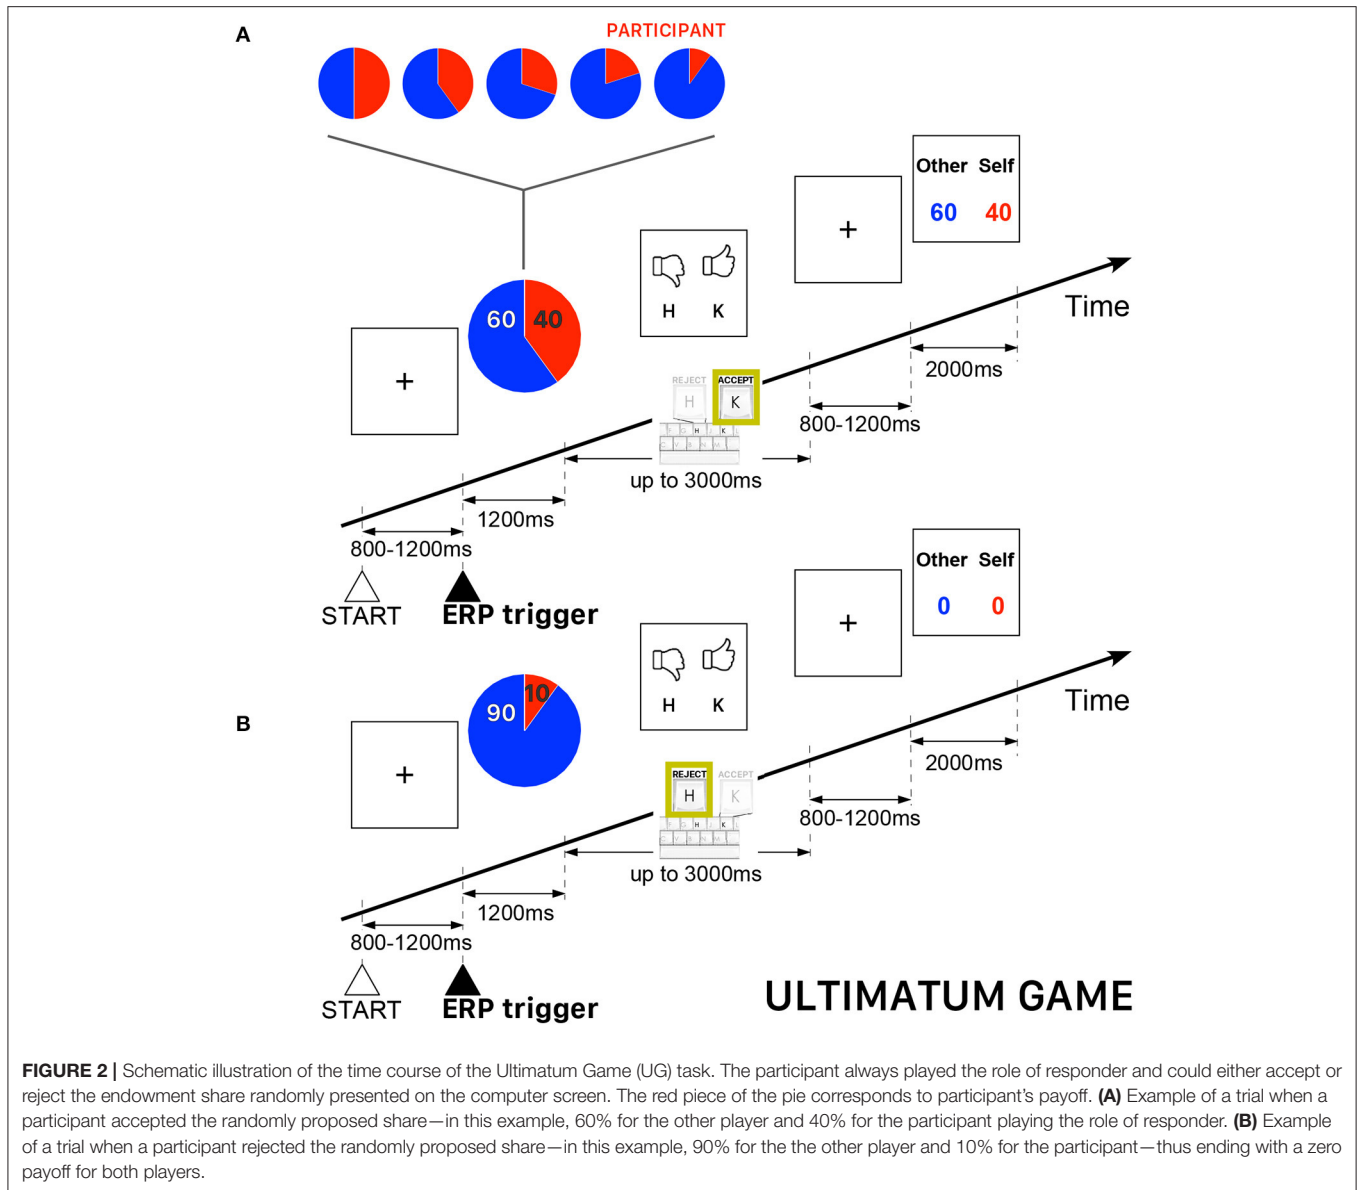 A
PARTICIPANT
Other Self
60 40
H K
60 40
+
+
Time
REJECT ACCEPT
H K
F G H J K L
C V B N M
2000ms
800-1200ms
up to 3000ms
1200ms
800-1200ms
START ERP trigger
B
Other Self
0 0
H K
90 10
+
+
Time
REJECT ACCEPT
H K
F G H J K L
C V B N M
2000ms
800-1200ms
up to 3000ms
1200ms
800-1200ms
START ERP trigger
ULTIMATUM GAME
FIGURE 2 | Schematic illustration of the time course of the Ultimatum Game (UG) task. The participant always played the role of responder and could either accept or
reject the endowment share randomly presented on the computer screen. The red piece of the pie corresponds to participant's payoff. (A) Example of a trial when a
participant accepted the randomly proposed share—in this example, 60% for the other player and 40% for the participant playing the role of responder. (B) Example
of a trial when a participant rejected the randomly proposed share—in this example, 90% for the the other player and 10% for the participant—thus ending with a zero
payoff for both players.